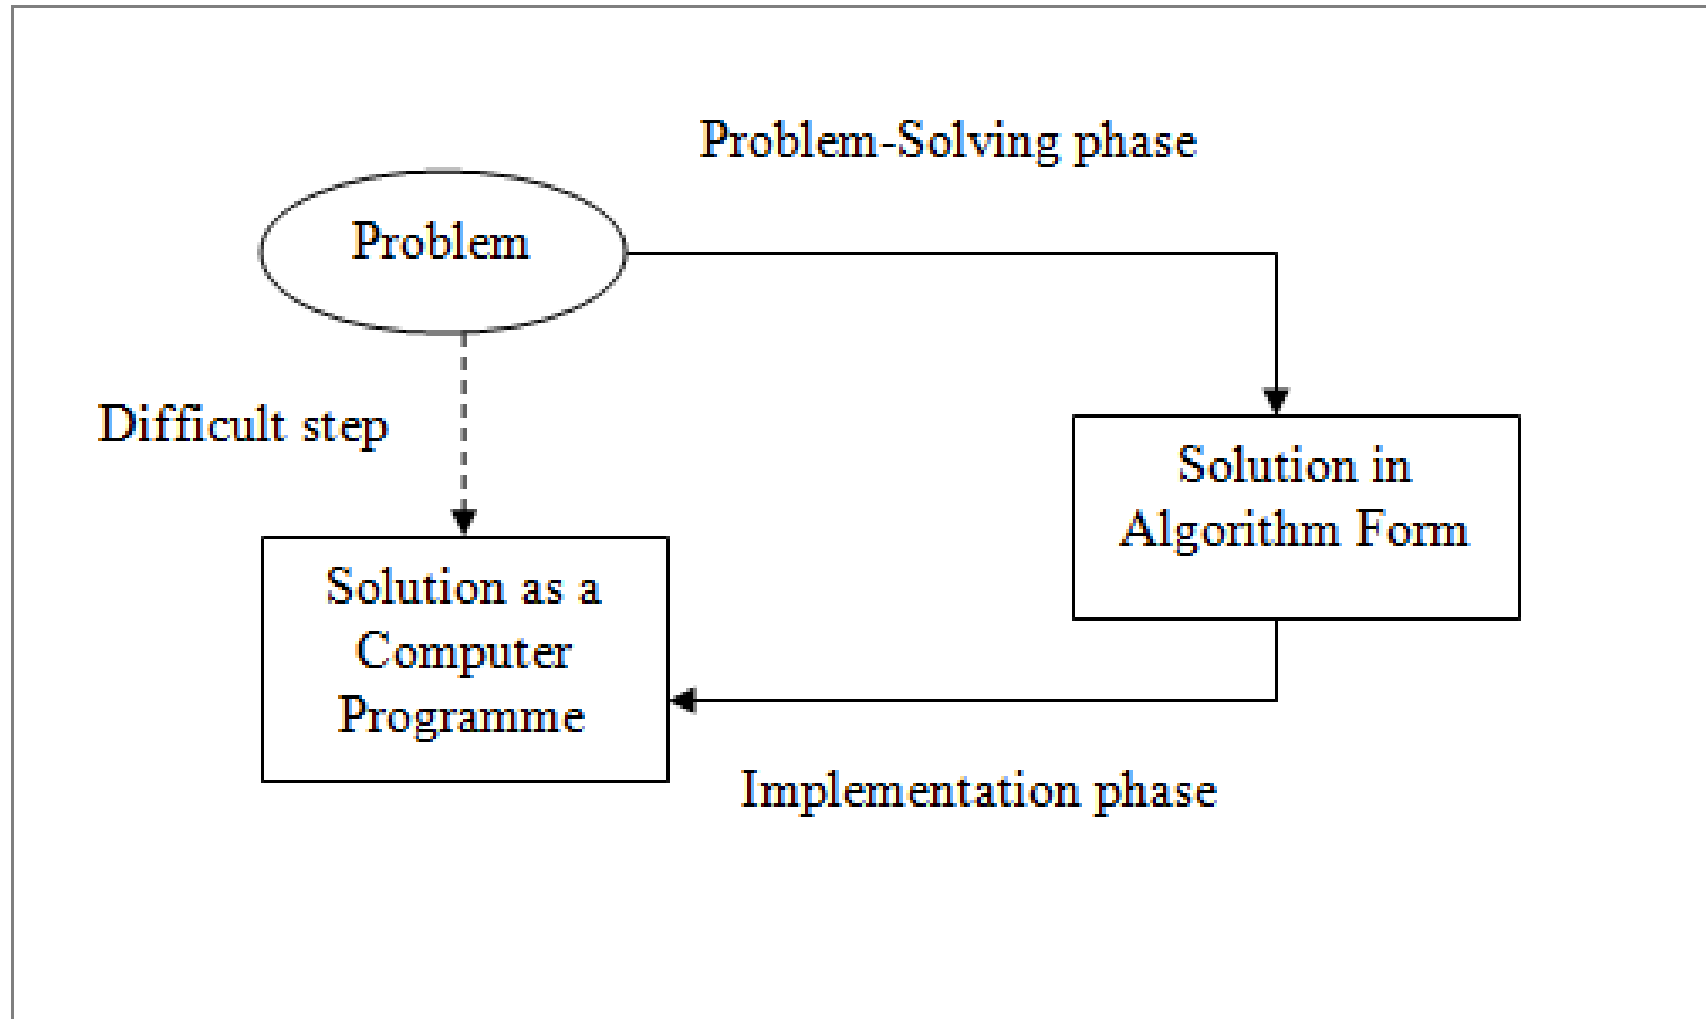 Problem-Solving phase
Problem
Difficult step
Solution in
Algorithm Form
Solution as a
Computer
Programme
Implementation phase